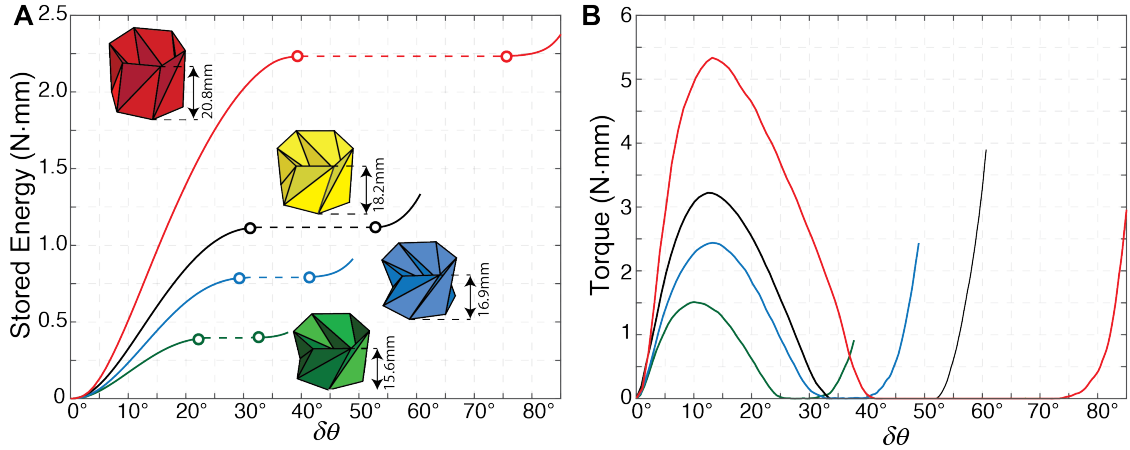 A
2.5
2.0
1.5
1.0
0.5
0
Stored Energy (N·mm)
20.8mm
18.2mm
16.9mm
15.6mm
0° 10° 20° 30° 40° 50° 60° 70° 80°
δθ
B
6
5
4
3
2
1
0
Torque (N·mm)
0° 10° 20° 30° 40° 50° 60° 70° 80°
δθ